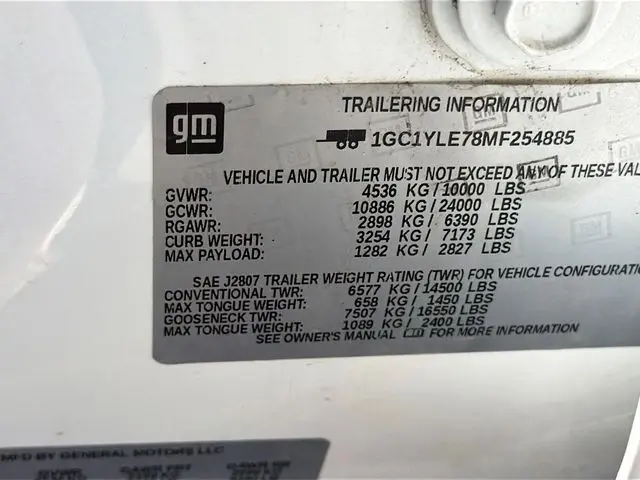 gm
TRAILERING INFORMATION
1GC1YLE78MF254885
VEHICLE AND TRAILER MUST NOT EXCEED ANY OF THESE VAL
GVWR: 4536 KG / 10000 LBS
GCWR: 10886 KG / 24000 LBS
RGAWR: 2898 KG / 6390 LBS
CURB WEIGHT: 3254 KG / 7173 LBS
MAX PAYLOAD: 1282 KG / 2827 LBS
SAE J2807 TRAILER WEIGHT RATING (TWR) FOR VEHICLE CONFIGURATIO
CONVENTIONAL TWR: 6577 KG / 14500 LBS
MAX TONGUE WEIGHT: 658 KG / 1450 LBS
GOOSENECK TWR: 7507 KG / 16550 LBS
MAX TONGUE WEIGHT: 1089 KG / 2400 LBS
SEE OWNER'S MANUAL FOR MORE INFORMATION
MFD BY GENERAL MOTORS LLC
GVWR